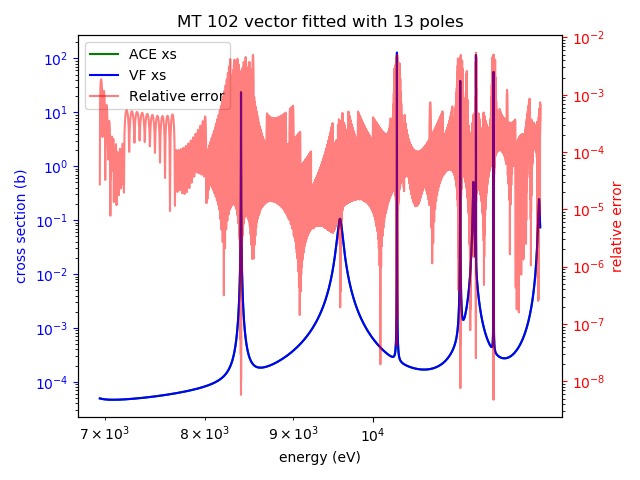 MT 102 vector fitted with 13 poles
ACE xs
VF xs
Relative error
10²
10¹
10⁰
10⁻¹
10⁻²
10⁻³
10⁻⁴
cross section (b)
10⁻²
10⁻³
10⁻⁴
10⁻⁵
10⁻⁶
10⁻⁷
10⁻⁸
relative error
7 × 10³ 8 × 10³ 9 × 10³ 10⁴
energy (eV)